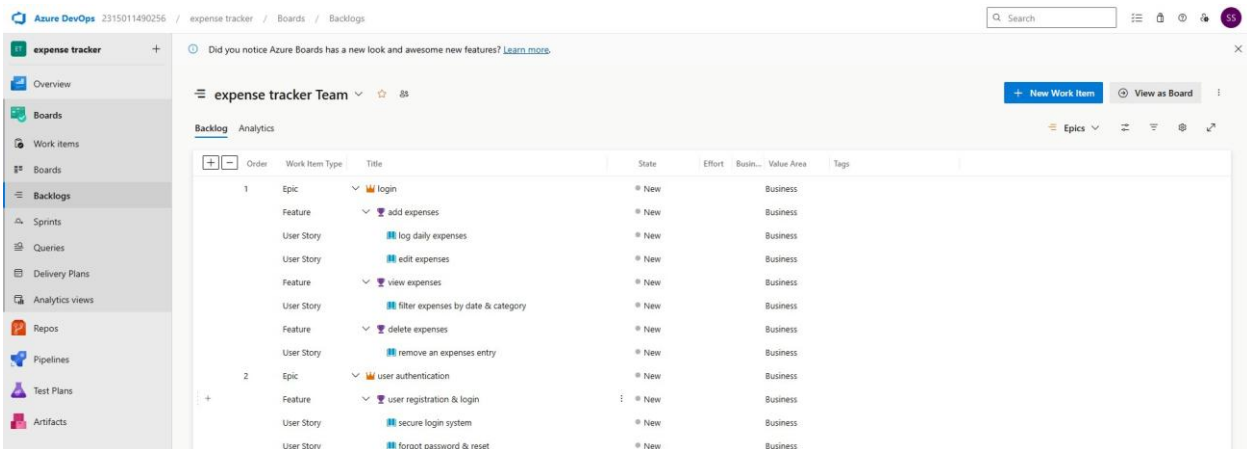 Azure DevOps 2315011490256 / expense tracker / Boards / Backlogs Search SS
ET expense tracker +
Did you notice Azure Boards has a new look and awesome new features? Learn more.
Overview
Boards
Work items
Boards
Backlogs
Sprints
Queries
Delivery Plans
Analytics views
Repos
Pipelines
Test Plans
Artifacts
expense tracker Team
+ New Work Item View as Board
Backlog Analytics Epics
Order Work Item Type Title State Effort Busin... Value Area Tags
1 Epic login New Business
Feature add expenses New Business
User Story log daily expenses New Business
User Story edit expenses New Business
Feature view expenses New Business
User Story filter expenses by date & category New Business
Feature delete expenses New Business
User Story remove an expenses entry New Business
2 Epic user authentication New Business
+ Feature user registration & login New Business
User Story secure login system New Business
User Story forgot password & reset New Business